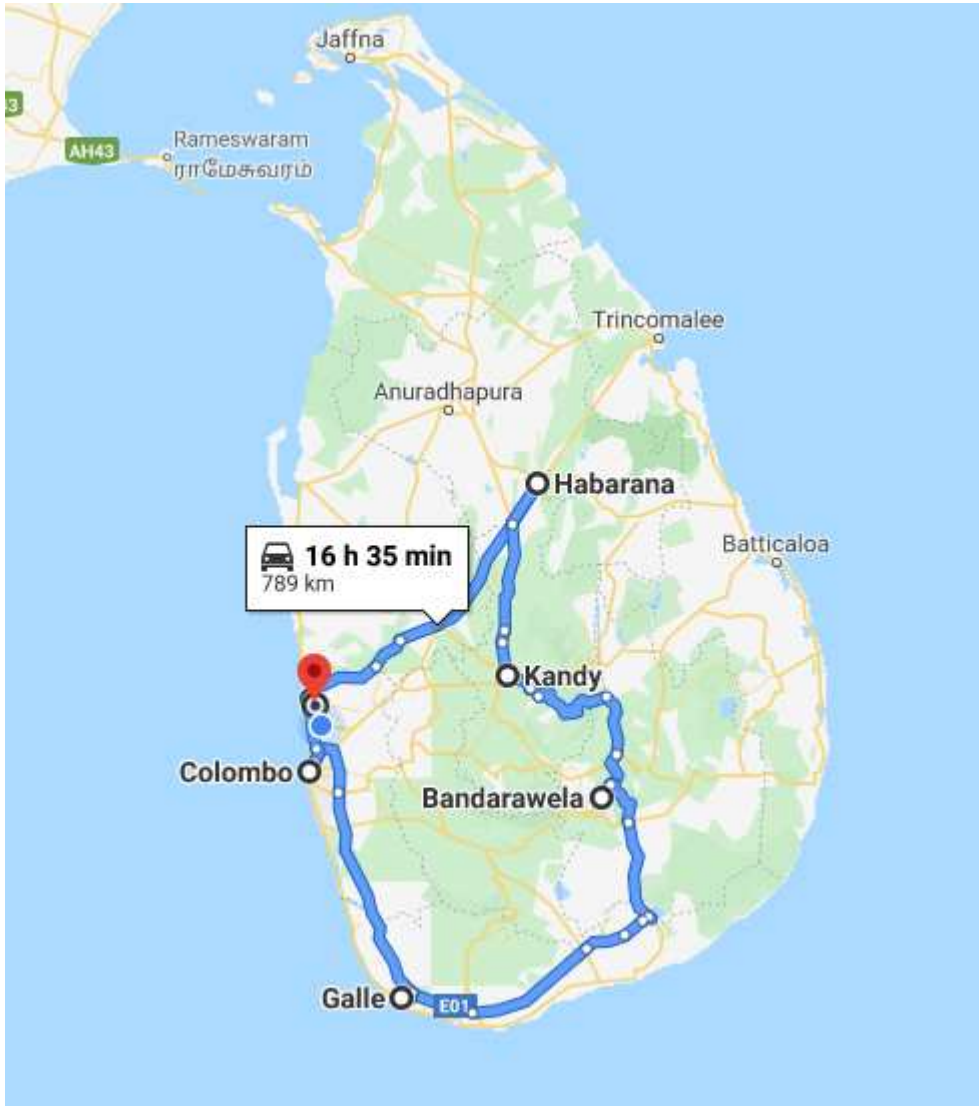 Jaffna
AH43
Rameswaram
ராமேசுவரம்
Trincomalee
Anuradhapura
Habarana
16 h 35 min
789 km
Batticaloa
Kandy
Colombo
Bandarawela
Galle
E01